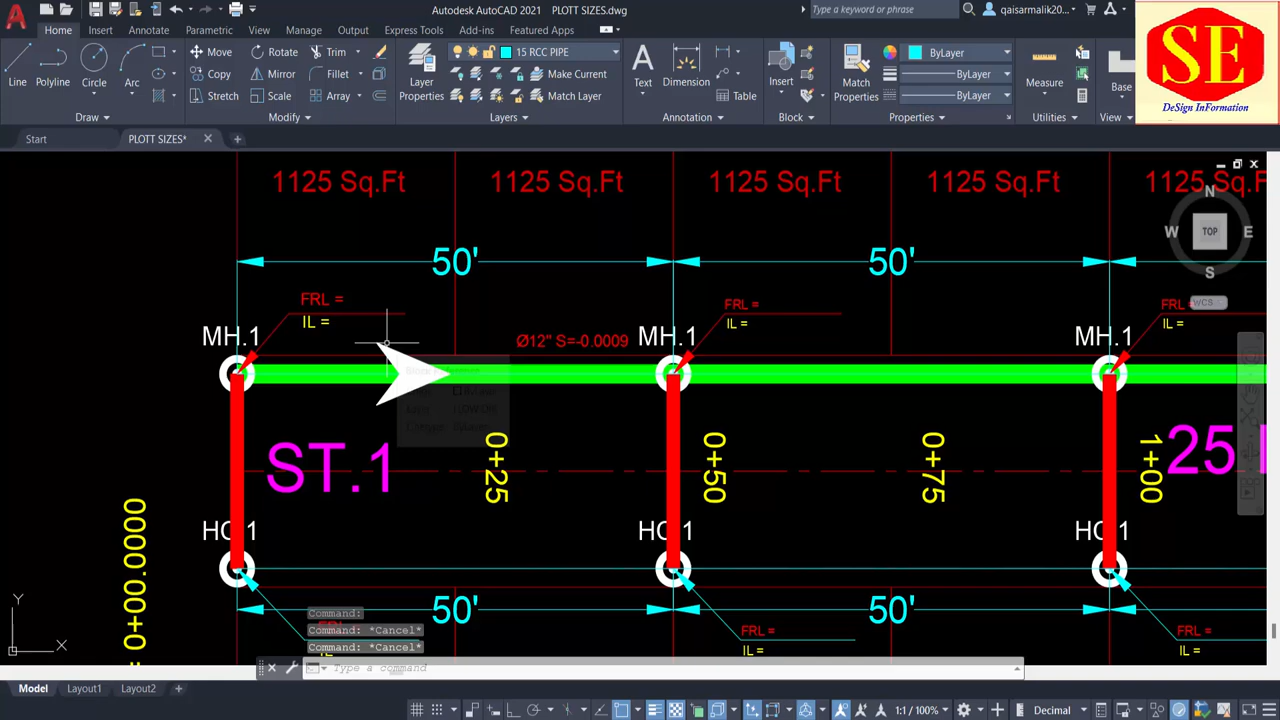 Autodesk AutoCAD 2021 PLOTT SIZES.dwg
Type a keyword or phrase
qaisarmalik20...
Home Insert Annotate Parametric View Manage Output Express Tools Add-ins Featured Apps
Line Polyline Circle Arc
Move Rotate Trim
Copy Mirror Fillet
Stretch Scale Array
Layer Properties
15 RCC PIPE
Make Current
Match Layer
Text Dimension Table
Insert
Match Properties
ByLayer
ByLayer
ByLayer
Measure
Base
Draw Modify Layers Annotation Block Properties Utilities View
SE
DeSign InFormation
Start PLOTT SIZES*
1125 Sq.Ft 1125 Sq.Ft 1125 Sq.Ft 1125 Sq.Ft 1125 Sq.F
N
W TOP E
S
WCS
50' 50'
FRL = FRL = FRL =
IL = IL = IL =
MH.1 Ø12" S=-0.0009 MH.1 MH.1
Block Reference
ST.1 0+25 0+50 0+75 1+00 25
0+000.0000 =
HC.1 HC.1 HC.1
50' 50'
FRL = FRL =
IL = IL =
Y
X
Command:
Command: *Cancel*
Command: *Cancel*
Type a command
Model Layout1 Layout2
1:1 / 100% Decimal